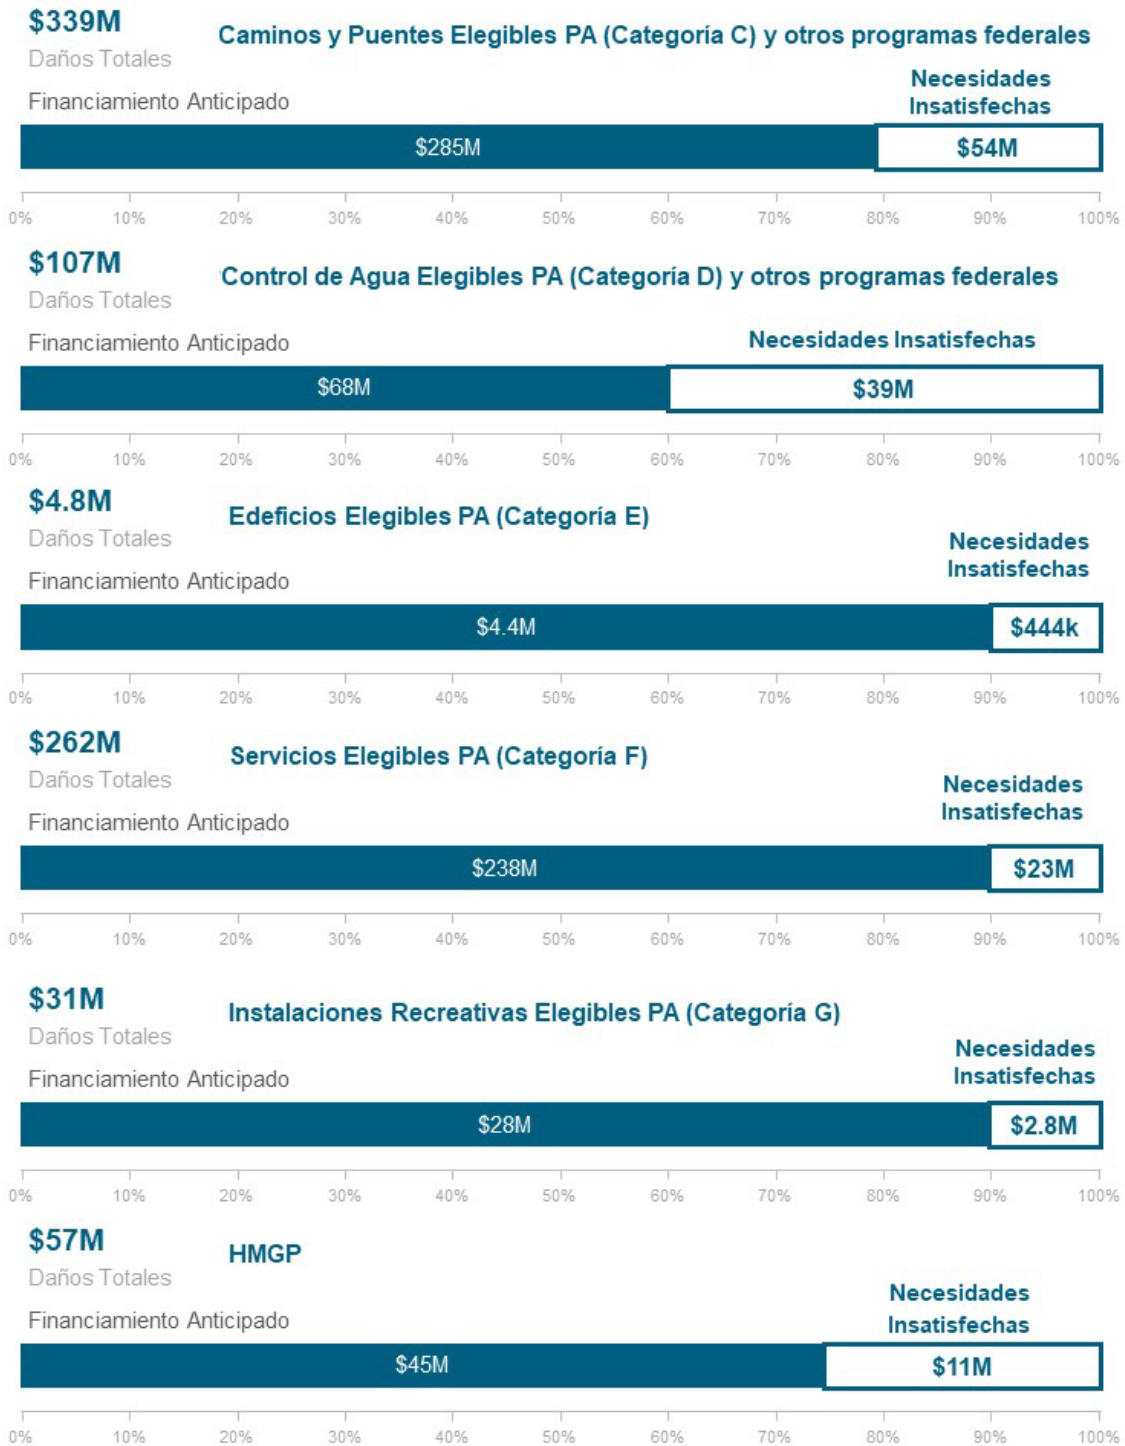 $339M
Caminos y Puentes Elegibles PA (Categoría C) y otros programas federales
Daños Totales
Necesidades
Insatisfechas
Financiamiento Anticipado
$285M
$54M
0% 10% 20% 30% 40% 50% 60% 70% 80% 90% 100%
$107M
Control de Agua Elegibles PA (Categoría D) y otros programas federales
Daños Totales
Financiamiento Anticipado
Necesidades Insatisfechas
$68M
$39M
0% 10% 20% 30% 40% 50% 60% 70% 80% 90% 100%
$4.8M
Edeficios Elegibles PA (Categoría E)
Daños Totales
Necesidades
Insatisfechas
Financiamiento Anticipado
$4.4M
$444k
0% 10% 20% 30% 40% 50% 60% 70% 80% 90% 100%
$262M
Servicios Elegibles PA (Categoría F)
Daños Totales
Necesidades
Insatisfechas
Financiamiento Anticipado
$238M
$23M
0% 10% 20% 30% 40% 50% 60% 70% 80% 90% 100%
$31M
Instalaciones Recreativas Elegibles PA (Categoría G)
Daños Totales
Necesidades
Insatisfechas
Financiamiento Anticipado
$28M
$2.8M
0% 10% 20% 30% 40% 50% 60% 70% 80% 90% 100%
$57M
HMGP
Daños Totales
Necesidades
Insatisfechas
Financiamiento Anticipado
$45M
$11M
0% 10% 20% 30% 40% 50% 60% 70% 80% 90% 100%